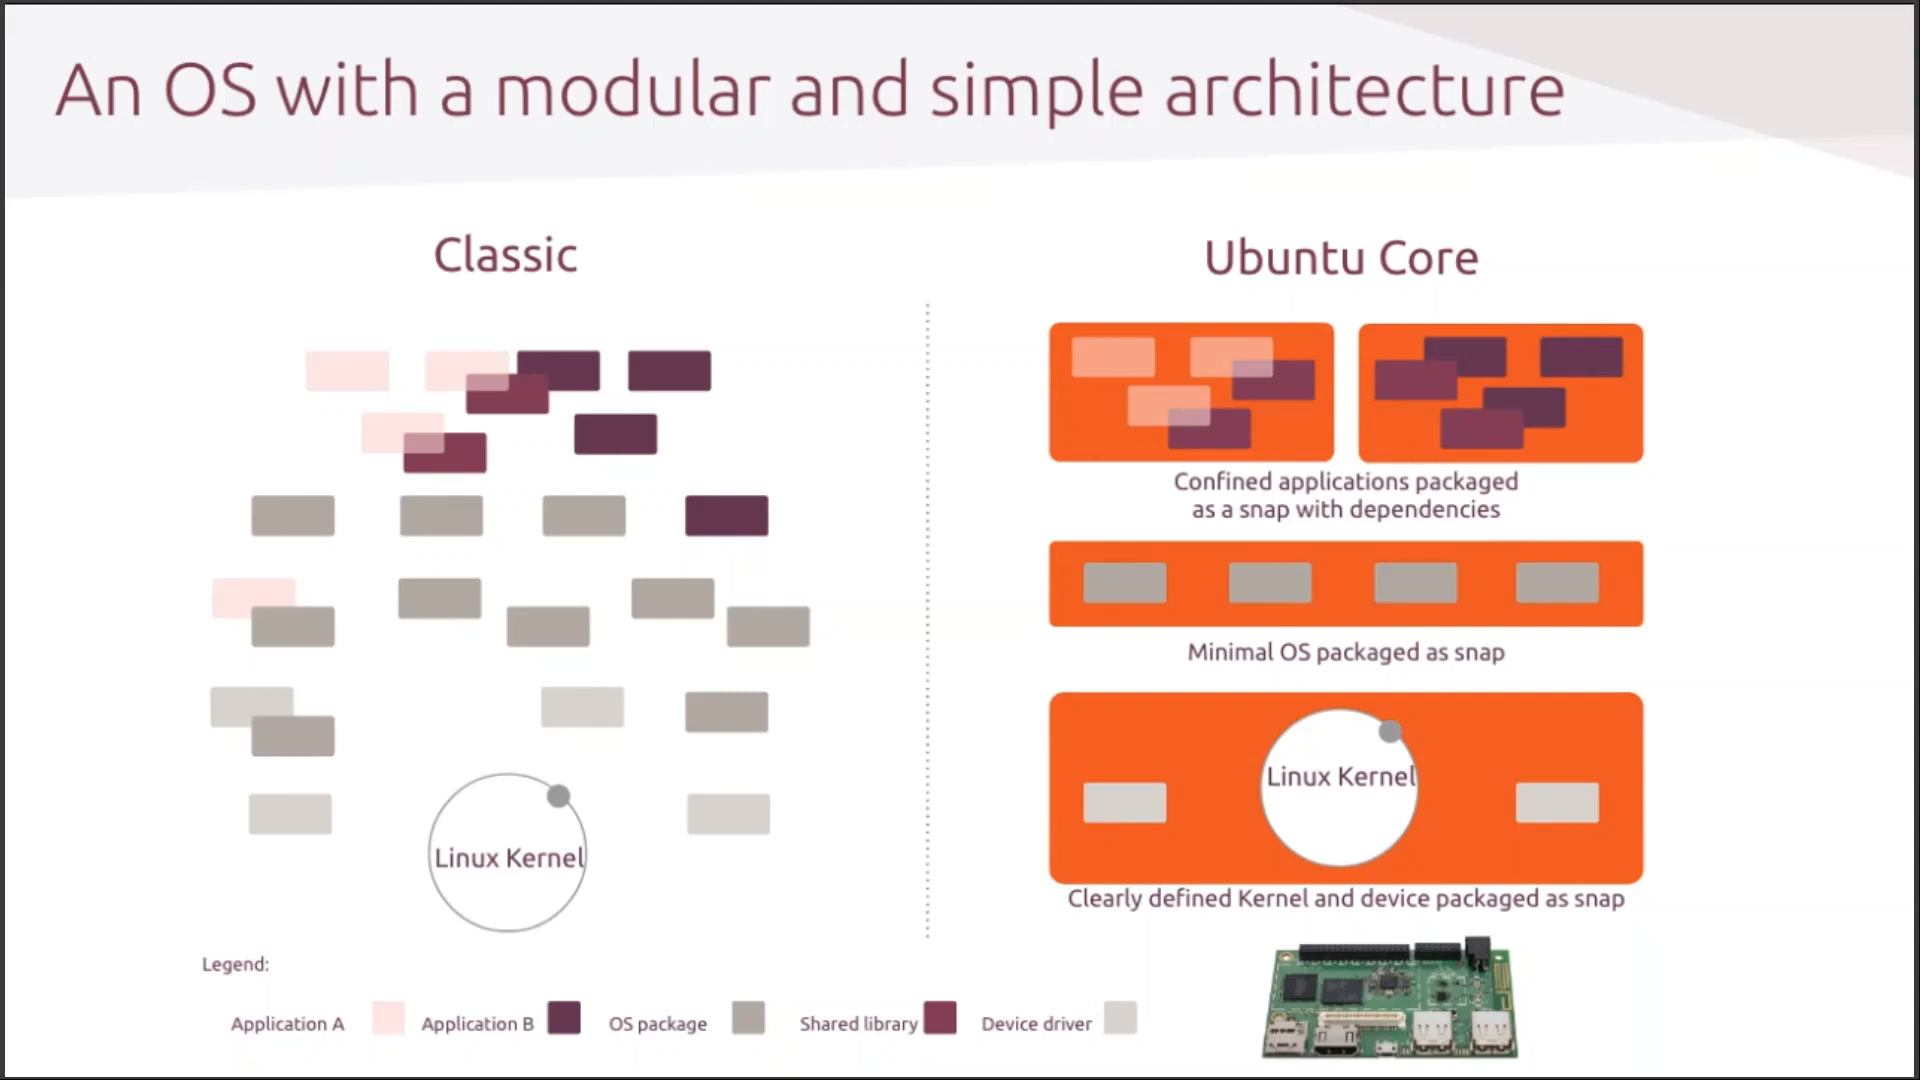 An OS with a modular and simple architecture
Classic
Ubuntu Core
Confined applications packaged
as a snap with dependencies
Minimal OS packaged as snap
Linux Kernel
Linux Kernel
Clearly defined Kernel and device packaged as snap
Legend:
Application A
Application B
OS package
Shared library
Device driver